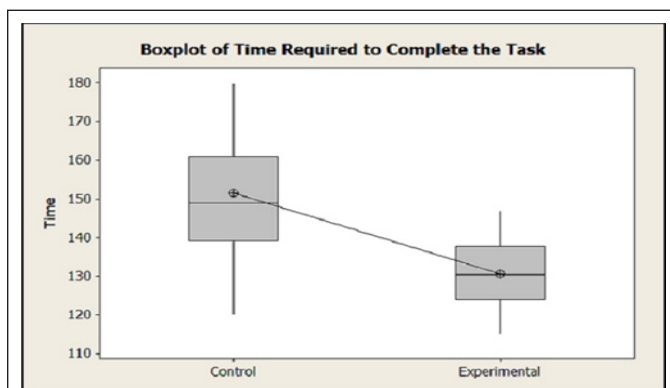 Boxplot of Time Required to Complete the Task
180
170
160
150
140
130
120
110
Time
Control Experimental